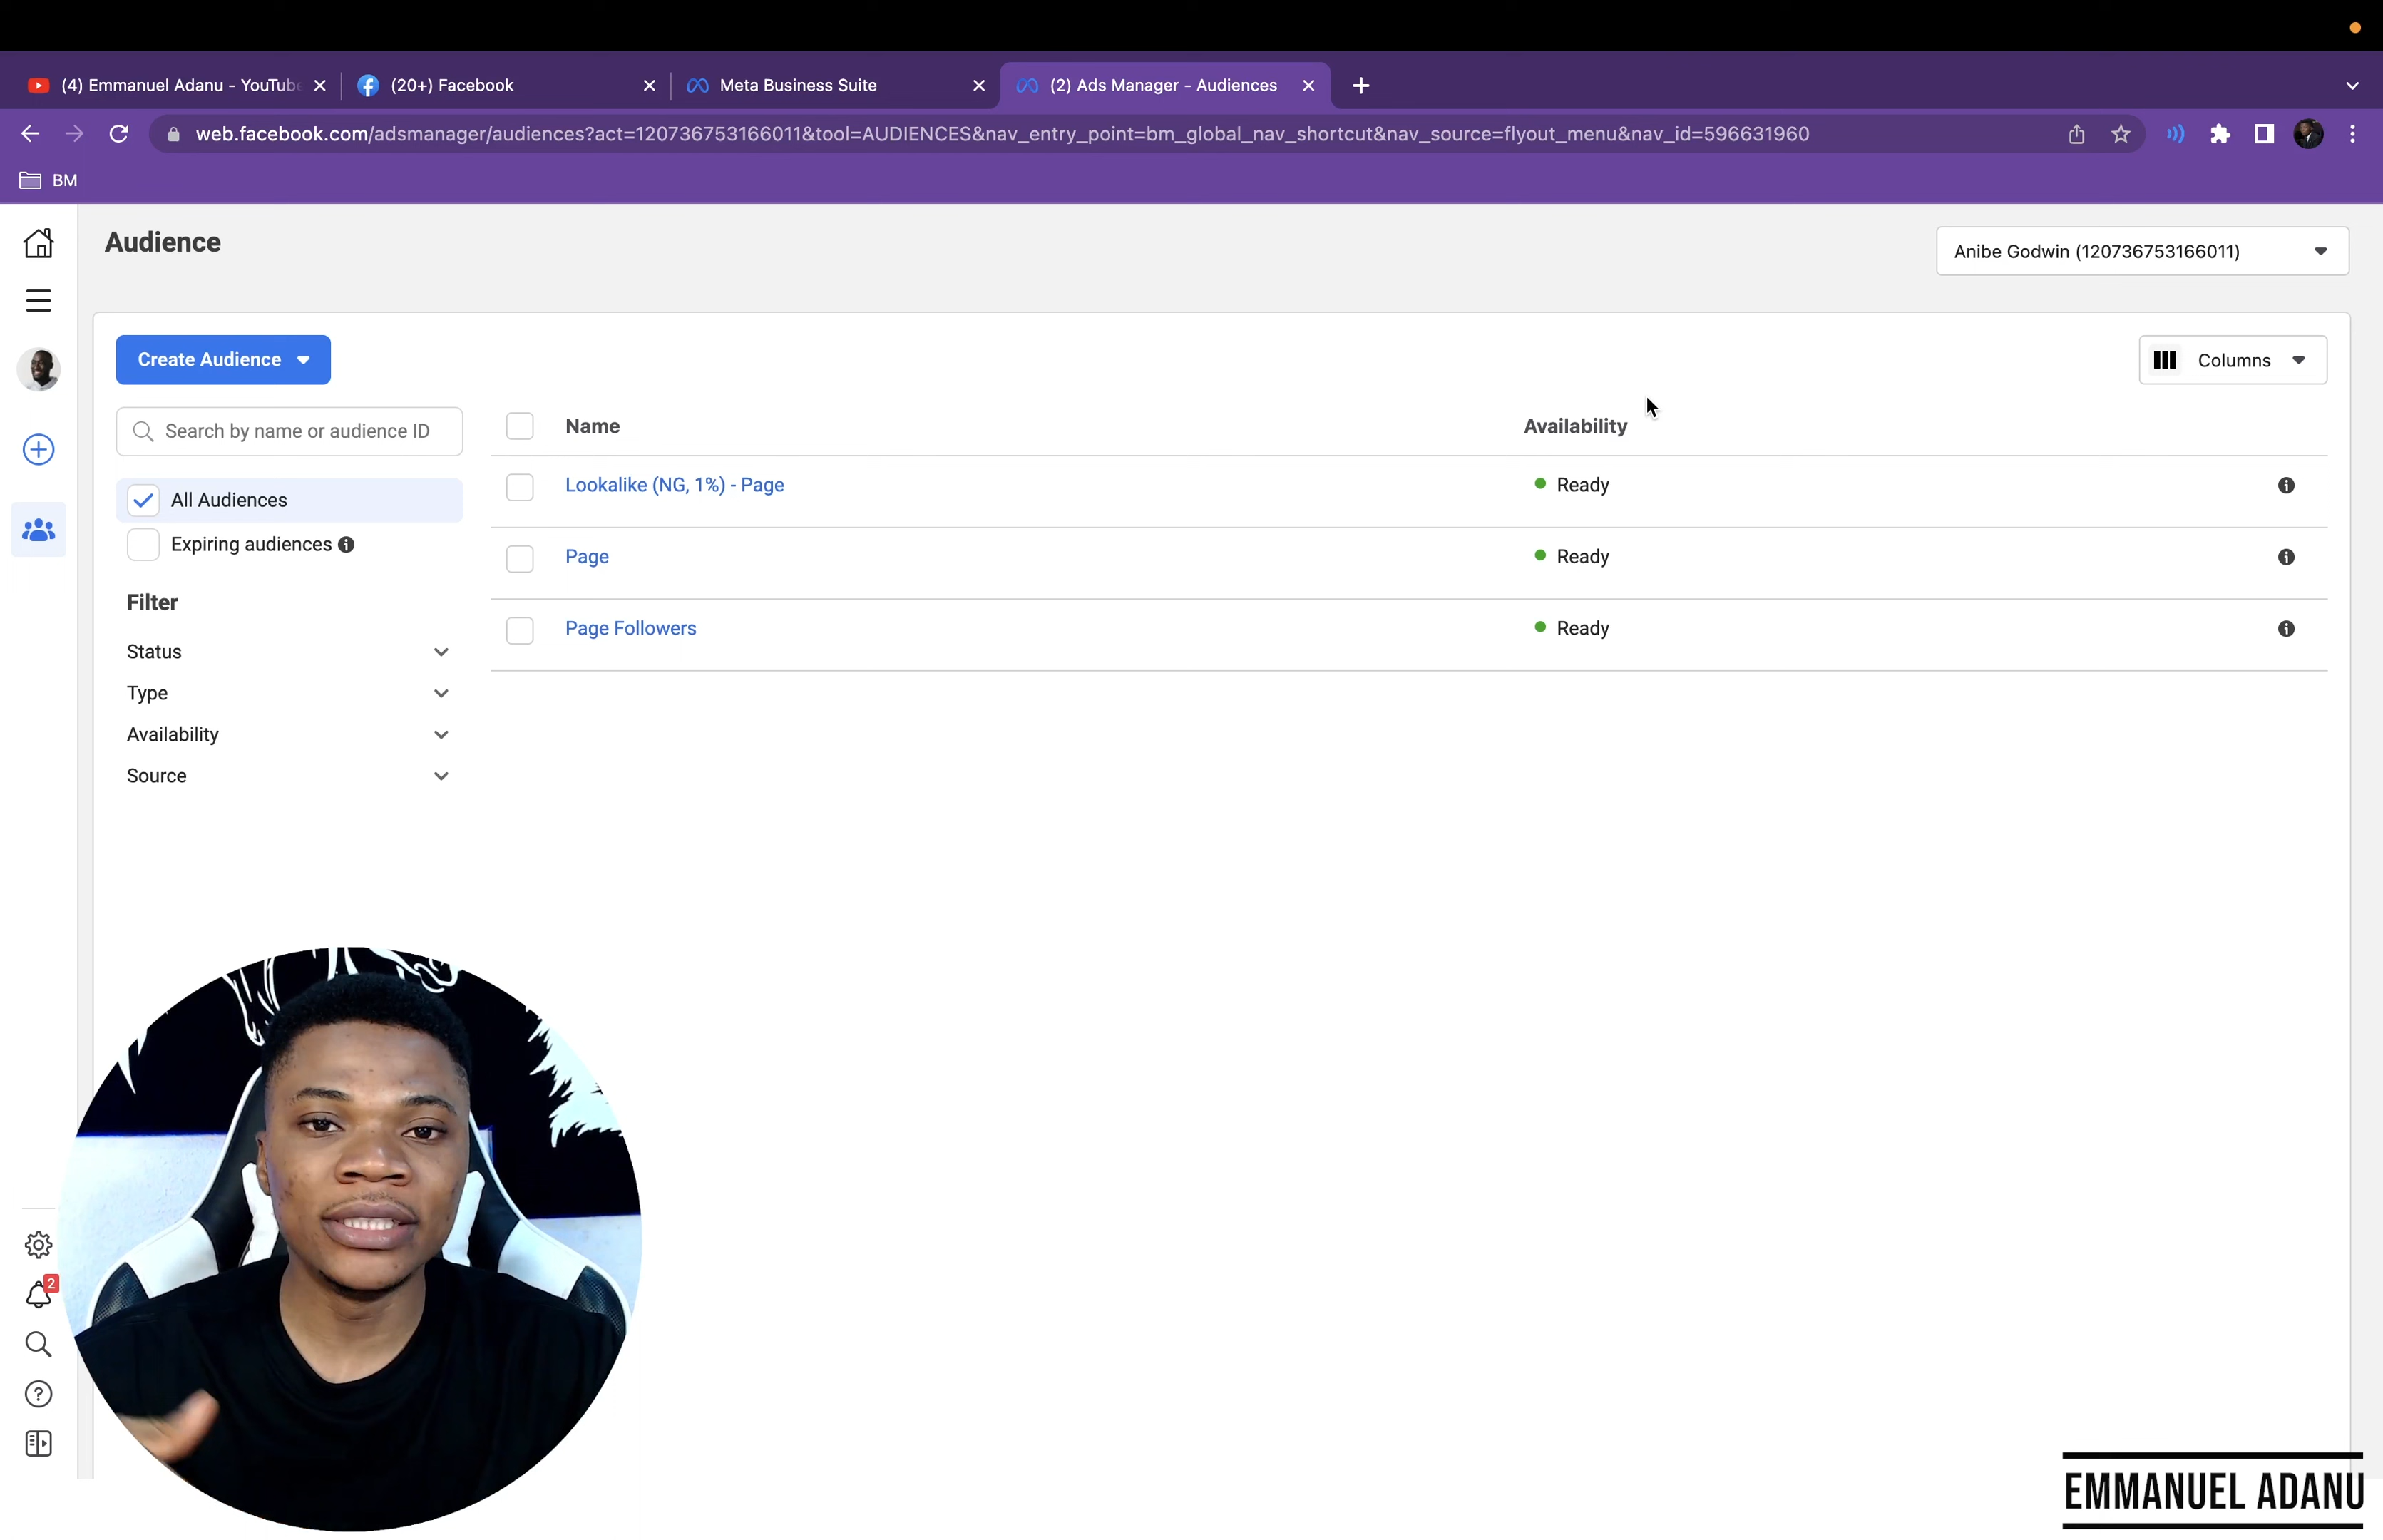 (4) Emmanuel Adanu - YouTube
(20+) Facebook
Meta Business Suite
(2) Ads Manager - Audiences
web.facebook.com/adsmanager/audiences?act=120736753166011&tool=AUDIENCES&nav_entry_point=bm_global_nav_shortcut&nav_source=flyout_menu&nav_id=596631960
BM
Audience
Anibe Godwin (120736753166011)
Create Audience
Columns
Search by name or audience ID
Name
Availability
All Audiences
Lookalike (NG, 1%) - Page
Ready
Expiring audiences
Page
Ready
Filter
Page Followers
Ready
Status
Type
Availability
Source
2
EMMANUEL ADANU